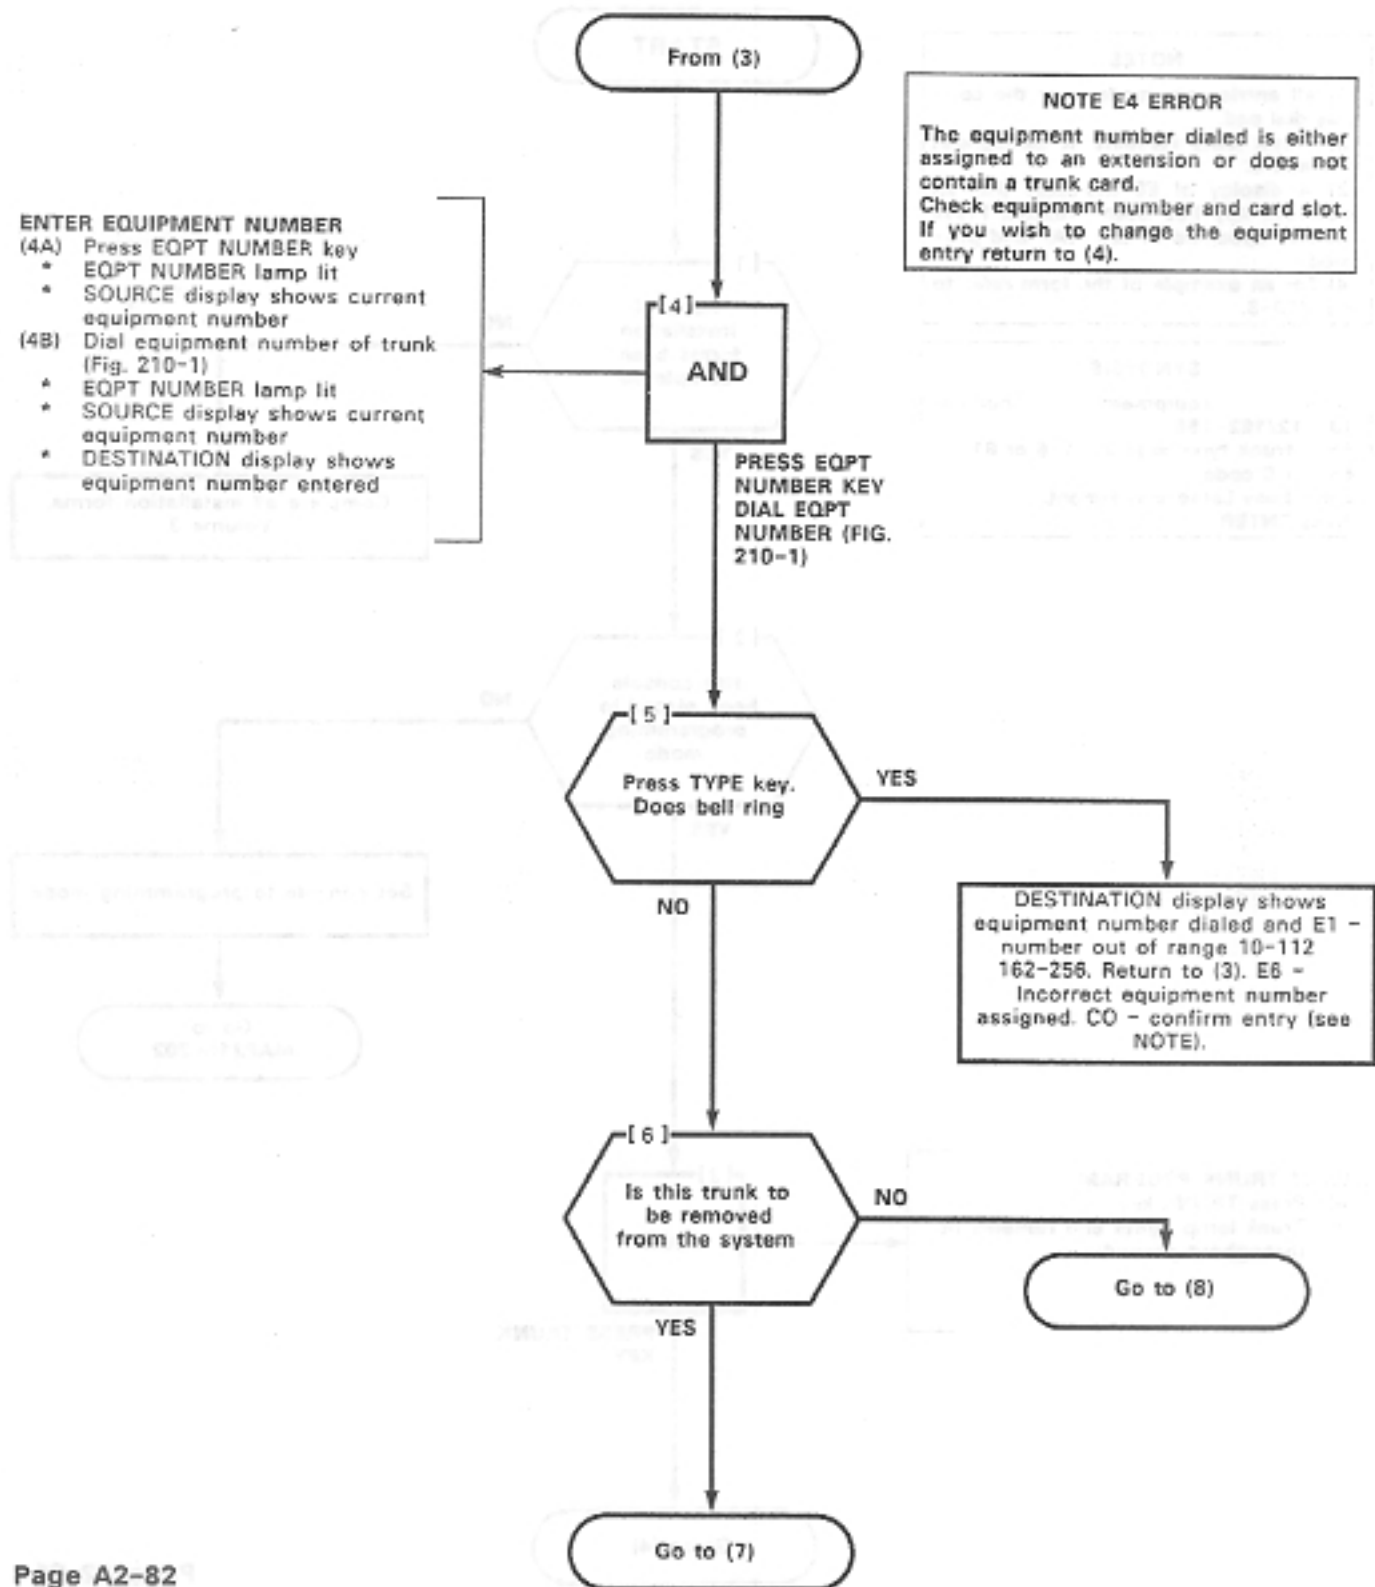 From (3)
NOTE E4 ERROR
The equipment number dialed is either
assigned to an extension or does not
contain a trunk card.
Check equipment number and card slot.
If you wish to change the equipment
entry return to (4).
ENTER EQUIPMENT NUMBER
(4A) Press EQPT NUMBER key
* EQPT NUMBER lamp lit
* SOURCE display shows current
equipment number
(4B) Dial equipment number of trunk
(Fig. 210-1)
* EQPT NUMBER lamp lit
* SOURCE display shows current
equipment number
* DESTINATION display shows
equipment number entered
[4]
AND
PRESS EQPT
NUMBER KEY
DIAL EQPT
NUMBER (FIG.
210-1)
[5]
Press TYPE key.
Does bell ring
YES
NO
DESTINATION display shows
equipment number dialed and E1 -
number out of range 10-112
162-256. Return to (3). E6 -
Incorrect equipment number
assigned. CO - confirm entry (see
NOTE).
[6]
Is this trunk to
be removed
from the system
NO
Go to (8)
YES
Go to (7)
Page A2-82